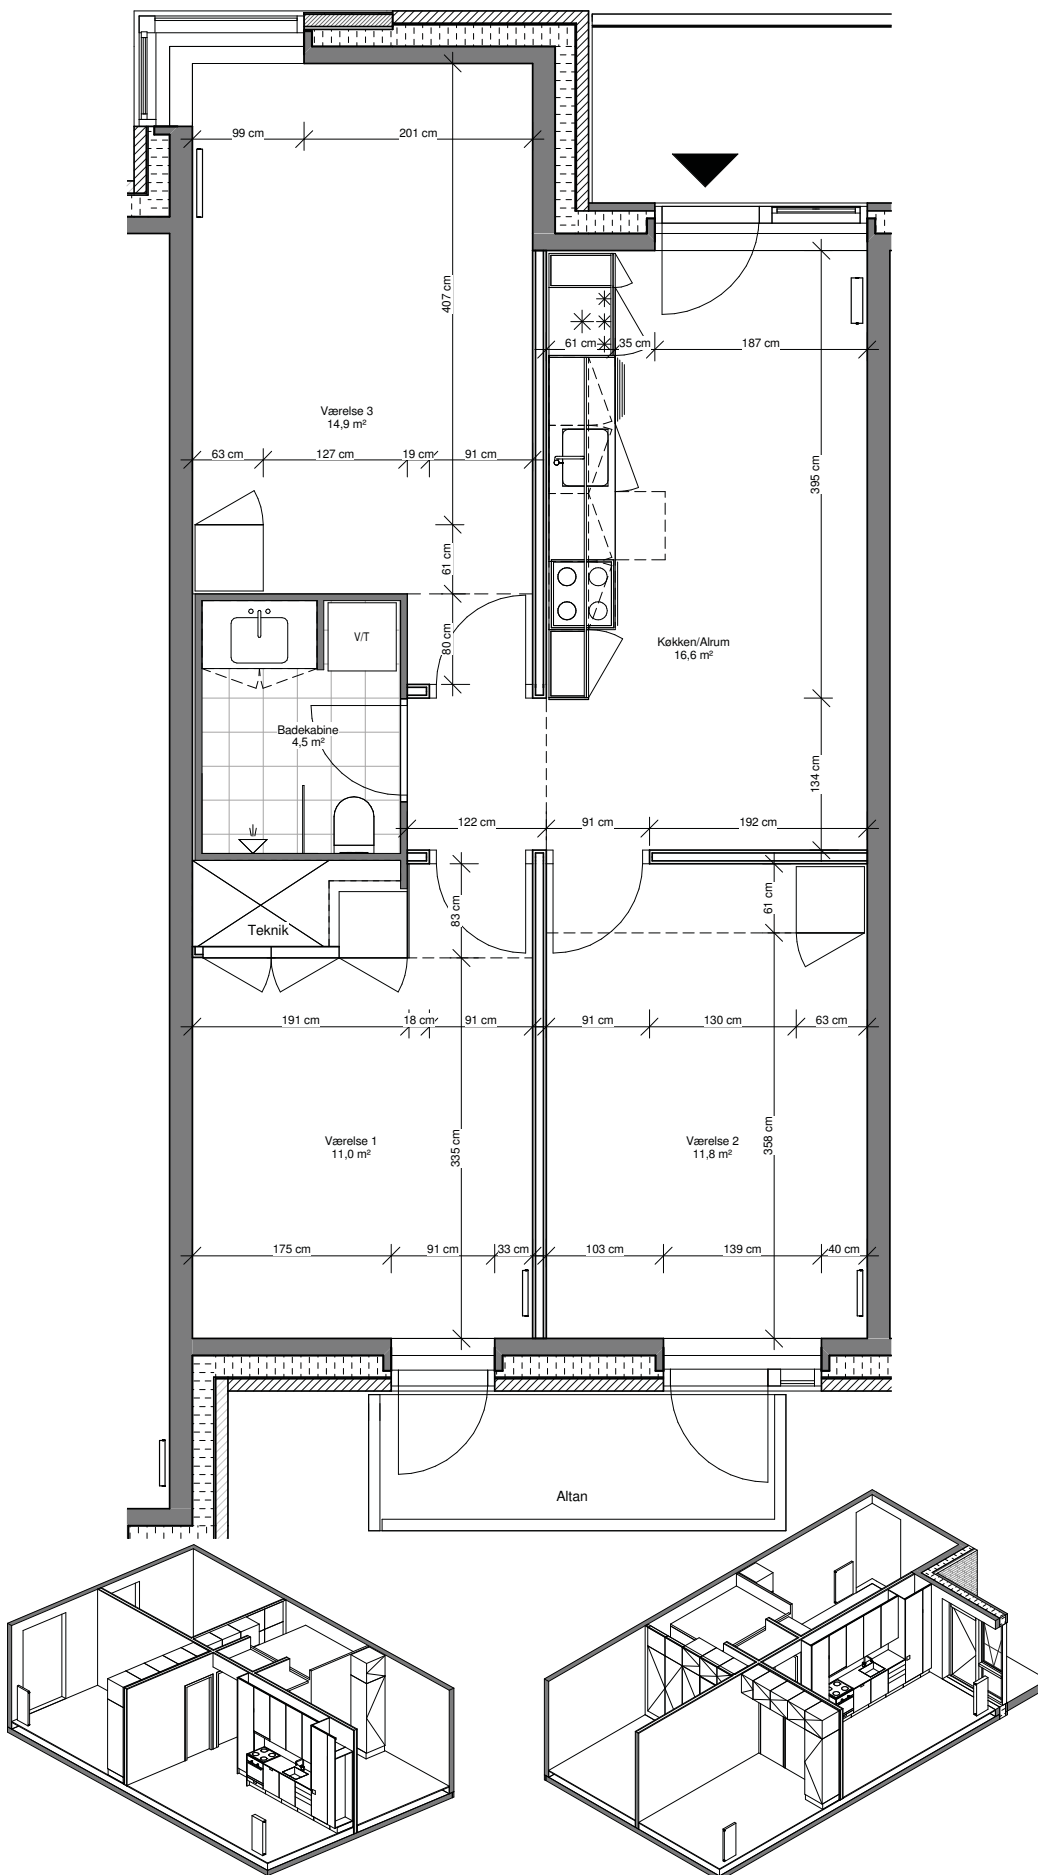 99 cm
201 cm
407 cm
61 cm
35 cm
187 cm
Værelse 3
14,9 m²
63 cm
127 cm
19 cm
91 cm
395 cm
61 cm
80 cm
V/T
Køkken/Alrum
16,6 m²
Badekabine
4,5 m²
134 cm
122 cm
91 cm
192 cm
83 cm
61 cm
Teknik
191 cm
18 cm
91 cm
91 cm
130 cm
63 cm
Værelse 1
11,0 m²
335 cm
Værelse 2
11,8 m²
358 cm
175 cm
91 cm
33 cm
103 cm
139 cm
40 cm
Altan